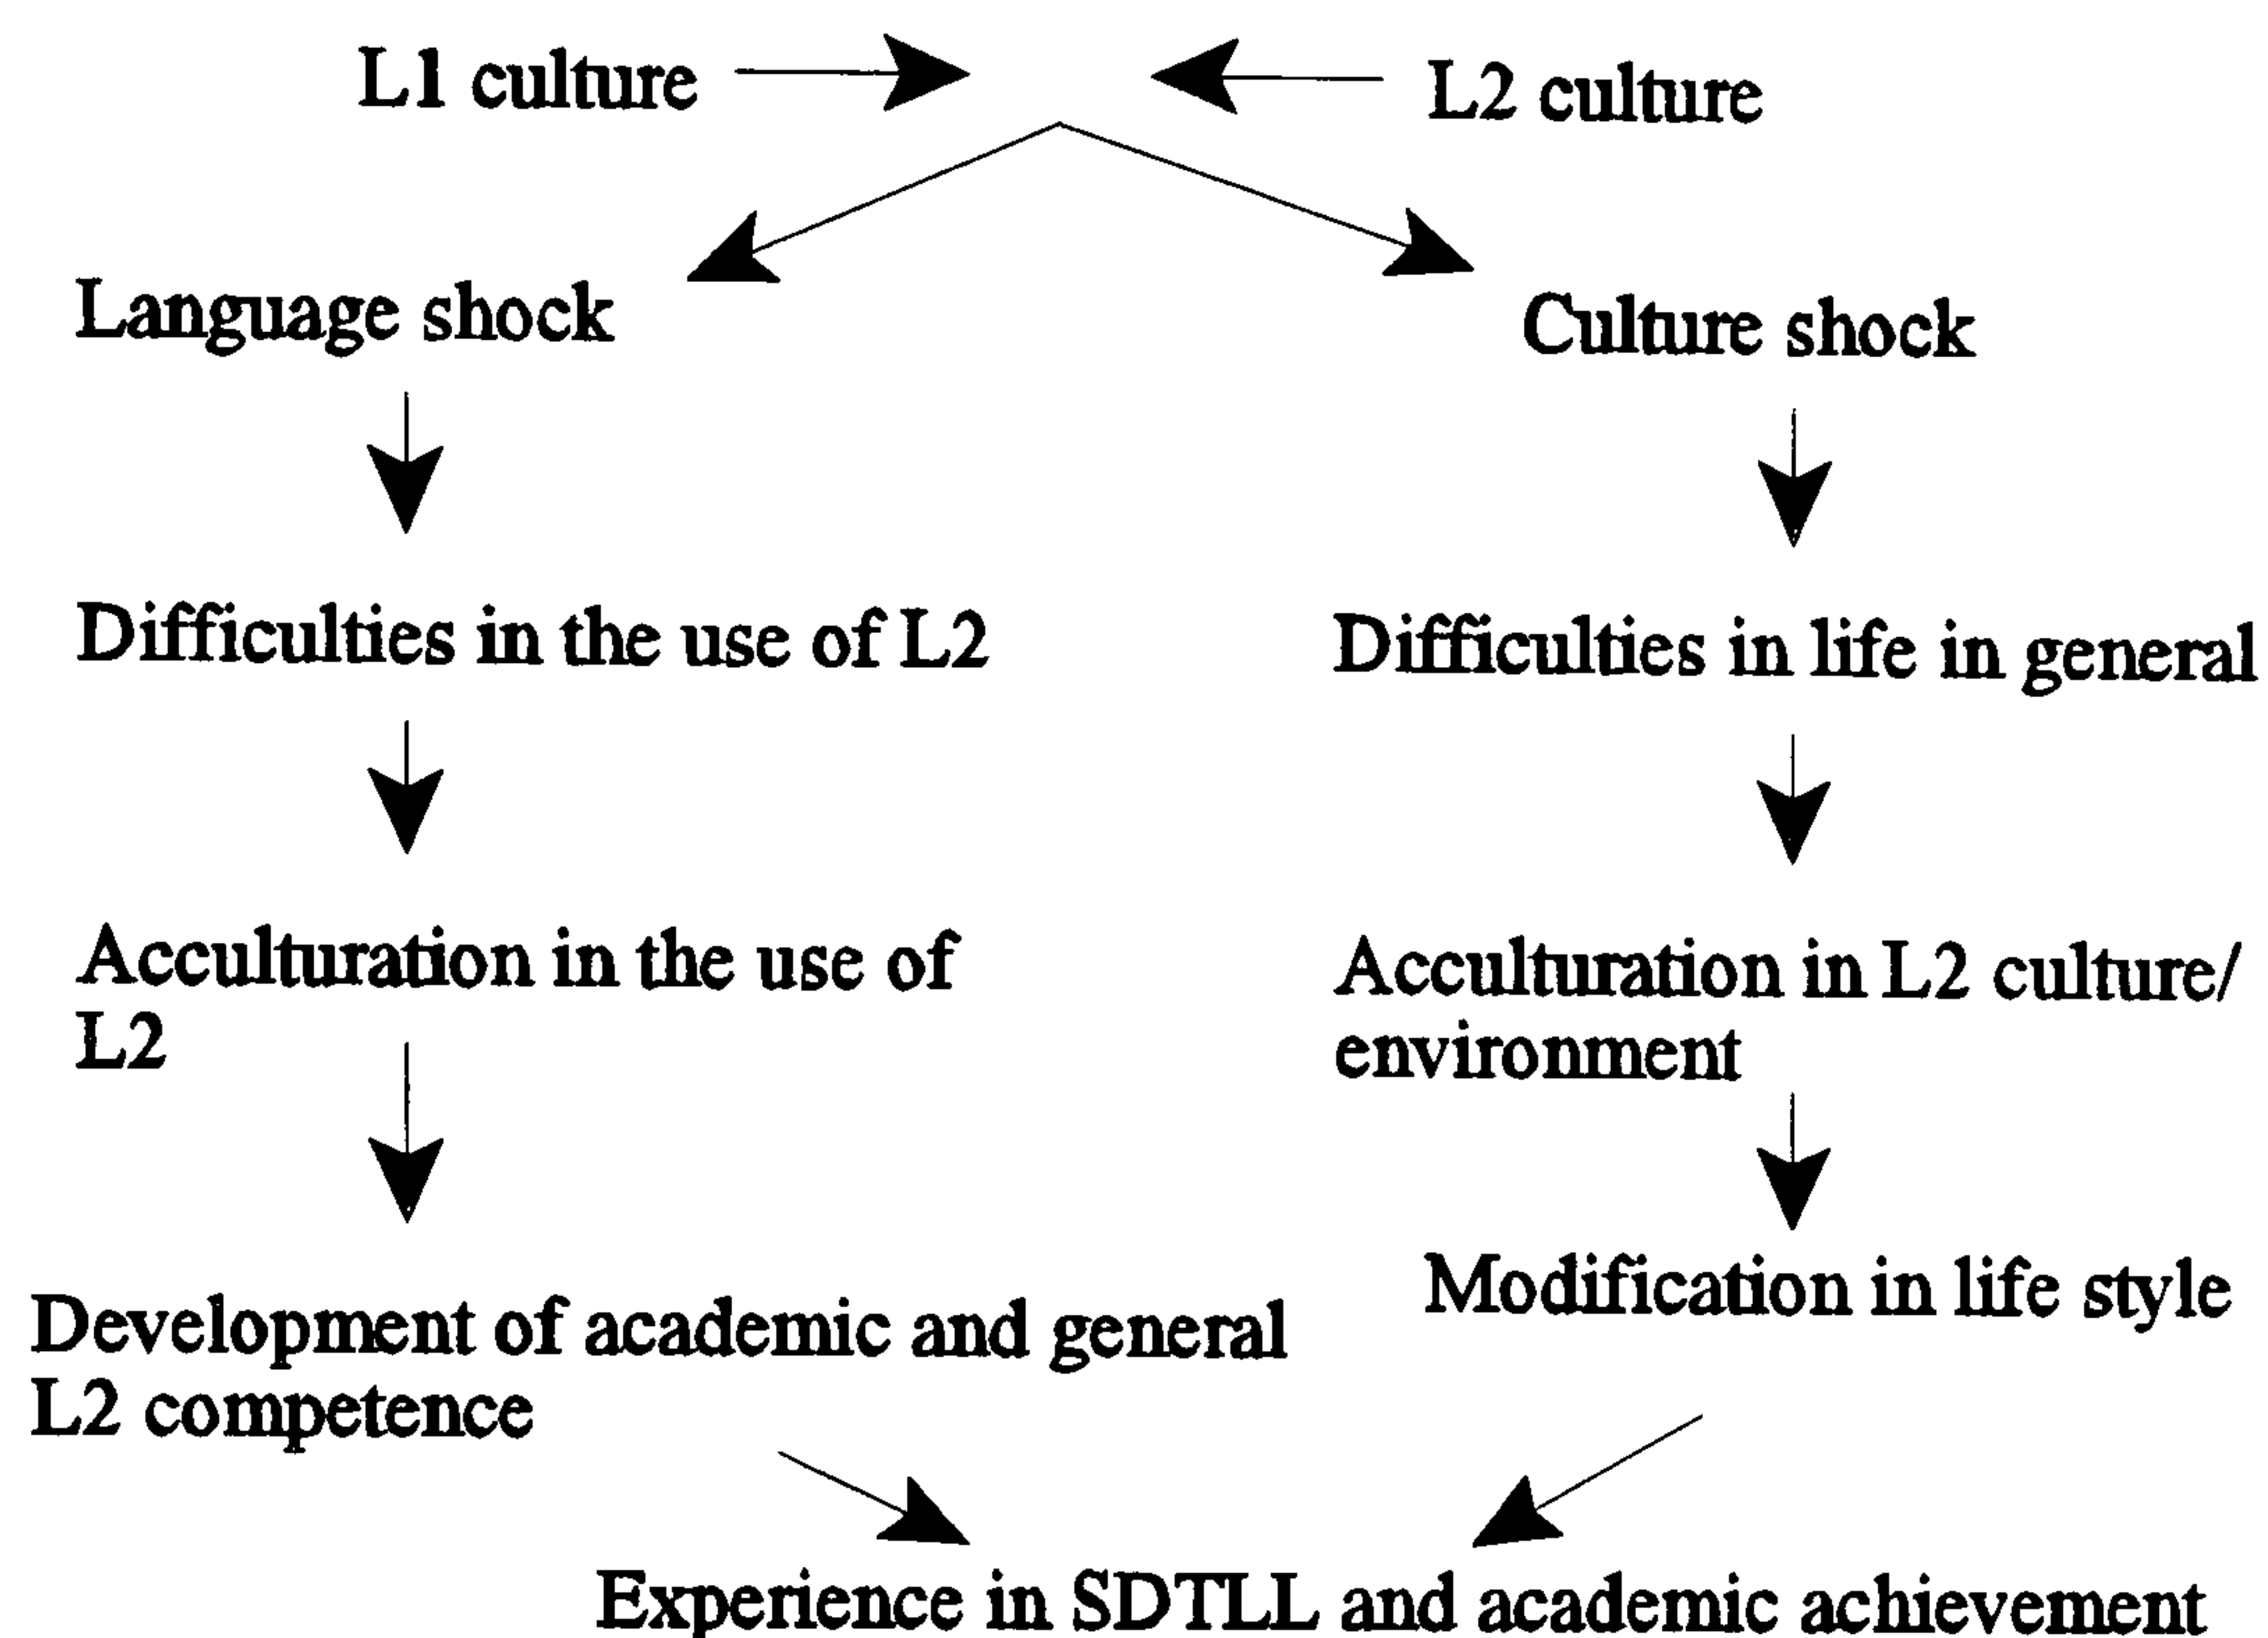 L1 culture
L2 culture
Language shock
Culture shock
Difficulties in the use of L2
Difficulties in life in general
Acculturation in the use of
L2
Acculturation in L2 culture/
environment
Development of academic and general
L2 competence
Modification in life style
Experience in SDTLL and academic achievement